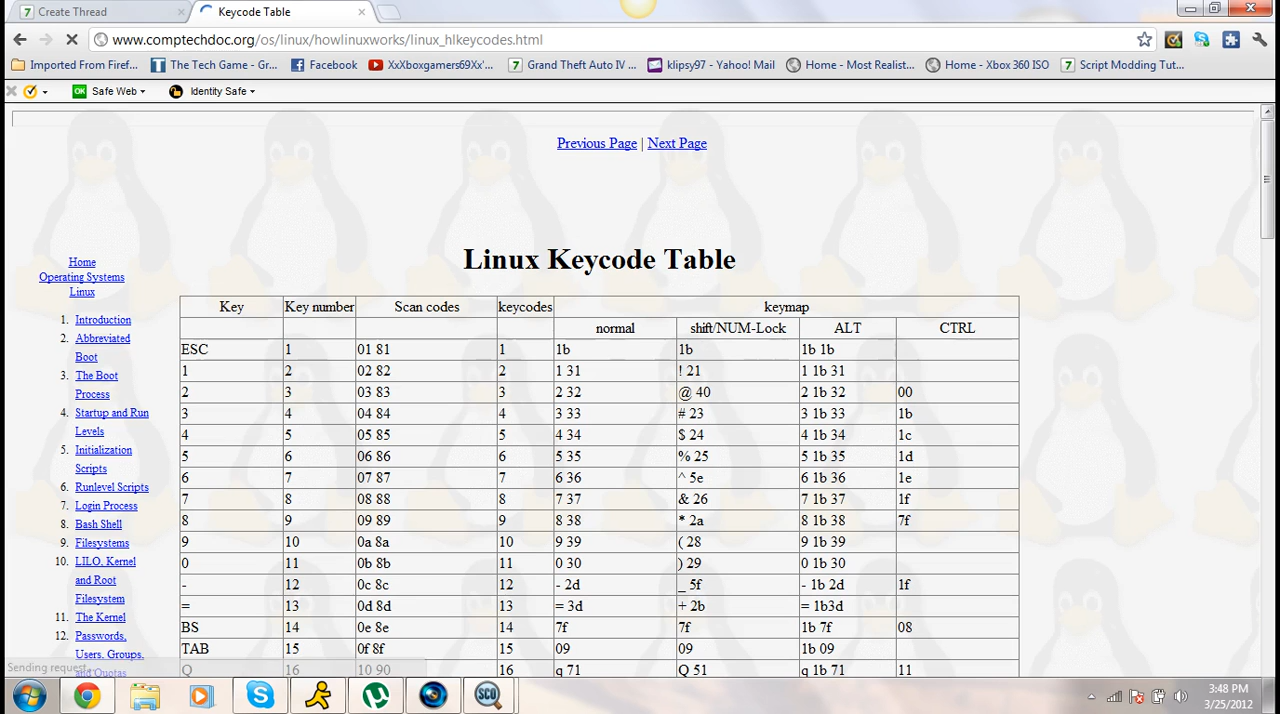 Create Thread
Keycode Table
www.comptechdoc.org/os/linux/howlinuxworks/linux_hlkeycodes.html
Imported From Firef... The Tech Game - Gr... Facebook XxXboxgamers69Xx'... Grand Theft Auto IV ... klipsy97 - Yahoo! Mail Home - Most Realist... Home - Xbox 360 ISO Script Modding Tut...
OK Safe Web Identity Safe
Previous Page | Next Page
Linux Keycode Table
Home
Operating Systems
Linux
1. Introduction
2. Abbreviated
Boot
3. The Boot
Process
4. Startup and Run
Levels
5. Initialization
Scripts
6. Runlevel Scripts
7. Login Process
8. Bash Shell
9. Filesystems
10. LILO, Kernel
and Root
Filesystem
11. The Kernel
12. Passwords,
Users, Groups,
and Quotas
Key Key number Scan codes keycodes keymap
normal shift/NUM-Lock ALT CTRL
ESC 1 01 81 1 1b 1b 1b 1b
1 2 02 82 2 1 31 ! 21 1 1b 31
2 3 03 83 3 2 32 @ 40 2 1b 32 00
3 4 04 84 4 3 33 # 23 3 1b 33 1b
4 5 05 85 5 4 34 $ 24 4 1b 34 1c
5 6 06 86 6 5 35 % 25 5 1b 35 1d
6 7 07 87 7 6 36 ^ 5e 6 1b 36 1e
7 8 08 88 8 7 37 & 26 7 1b 37 1f
8 9 09 89 9 8 38 * 2a 8 1b 38 7f
9 10 0a 8a 10 9 39 ( 28 9 1b 39
0 11 0b 8b 11 0 30 ) 29 0 1b 30
- 12 0c 8c 12 - 2d _ 5f - 1b 2d 1f
= 13 0d 8d 13 = 3d + 2b = 1b3d
BS 14 0e 8e 14 7f 7f 1b 7f 08
TAB 15 0f 8f 15 09 09 1b 09
Q 16 10 90 16 q 71 Q 51 q 1b 71 11
Sending request...
SCO
3:48 PM
3/25/2012